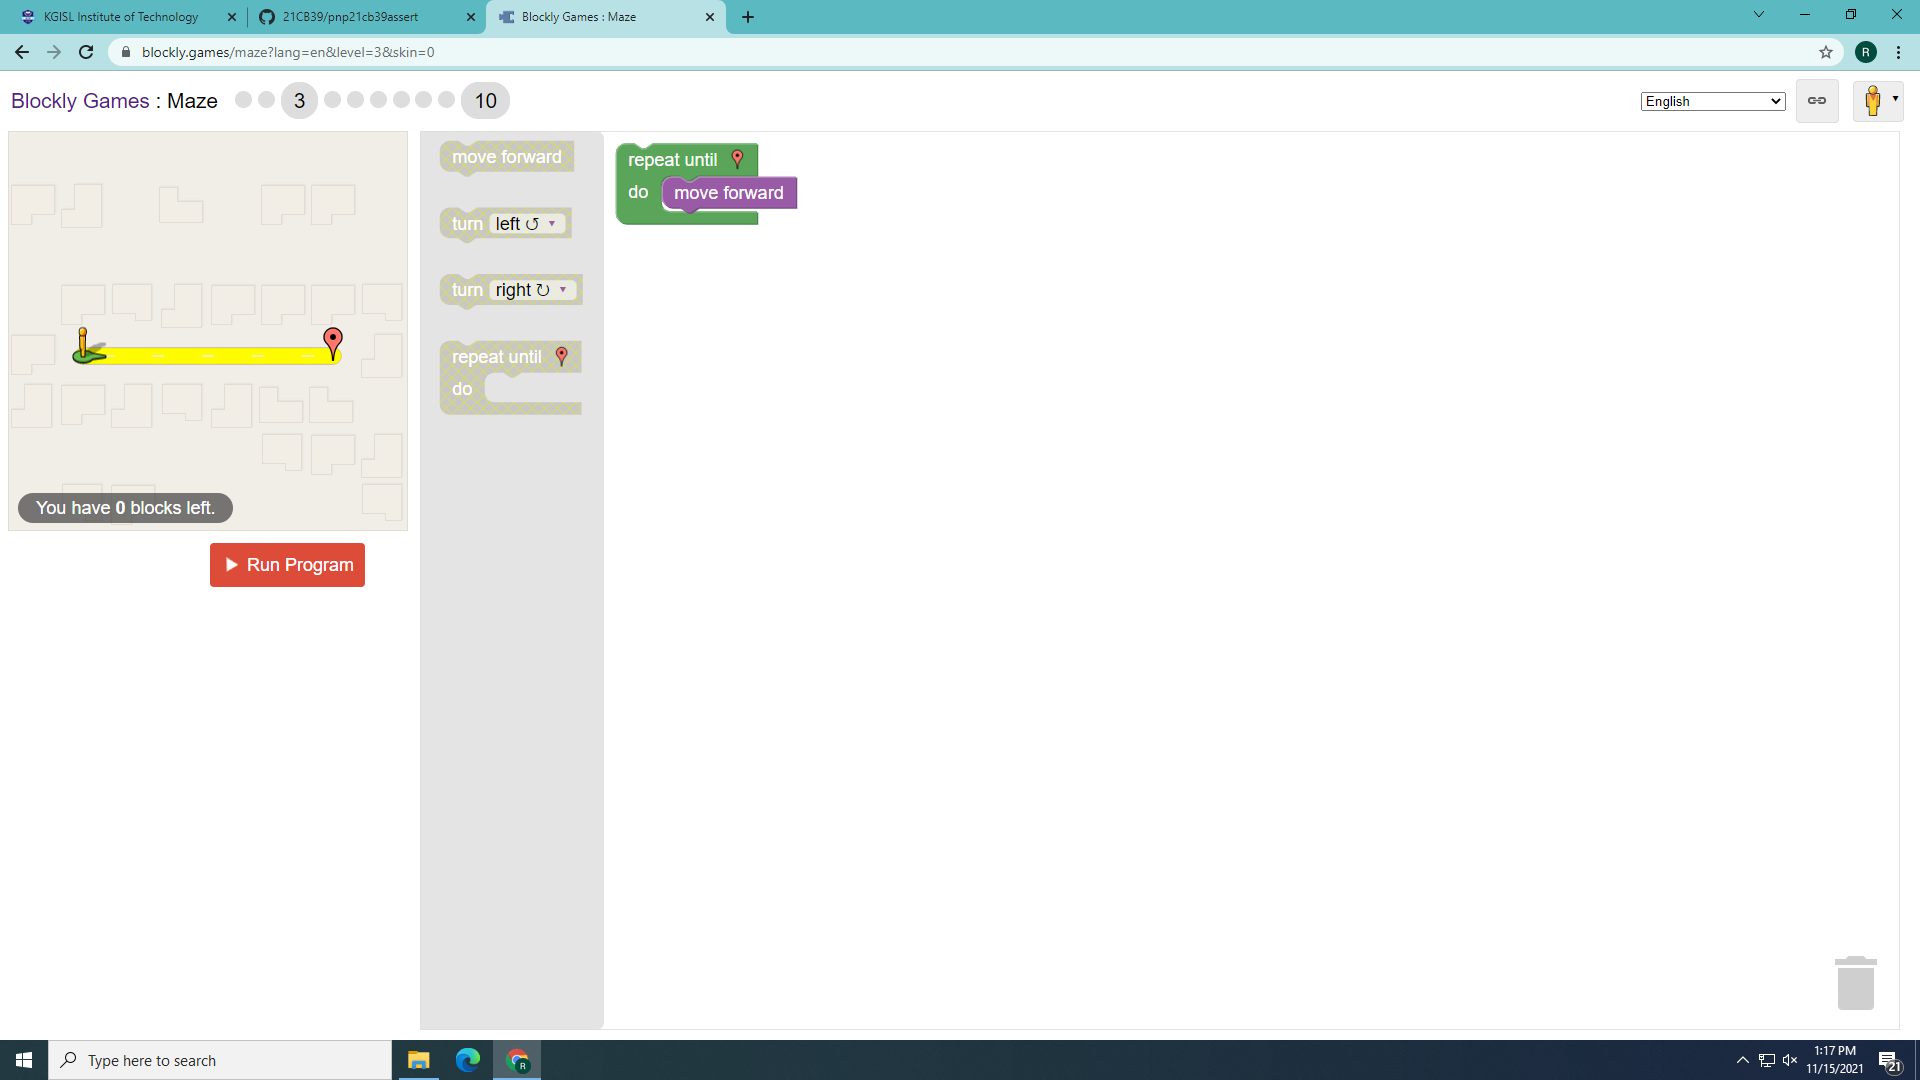 KGISL Institute of Technology
21CB39/pnp21cb39assert
Blockly Games : Maze
blockly.games/maze?lang=en&level=3&skin=0
R
Blockly Games : Maze
3
10
English
move forward
turn left ↺
turn right ↻
repeat until
do
repeat until
do move forward
You have 0 blocks left.
Run Program
Type here to search
R
1:17 PM
11/15/2021
21